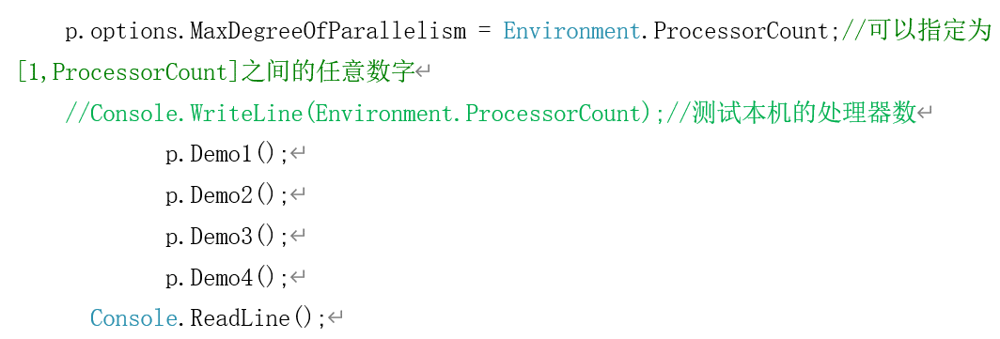 p.options.MaxDegreeOfParallelism = Environment.ProcessorCount;//可以指定为
[1,ProcessorCount]之间的任意数字↵
//Console.WriteLine(Environment.ProcessorCount);//测试本机的处理器数↵
p.Demo1();↵
p.Demo2();↵
p.Demo3();↵
p.Demo4();↵
Console.ReadLine();↵